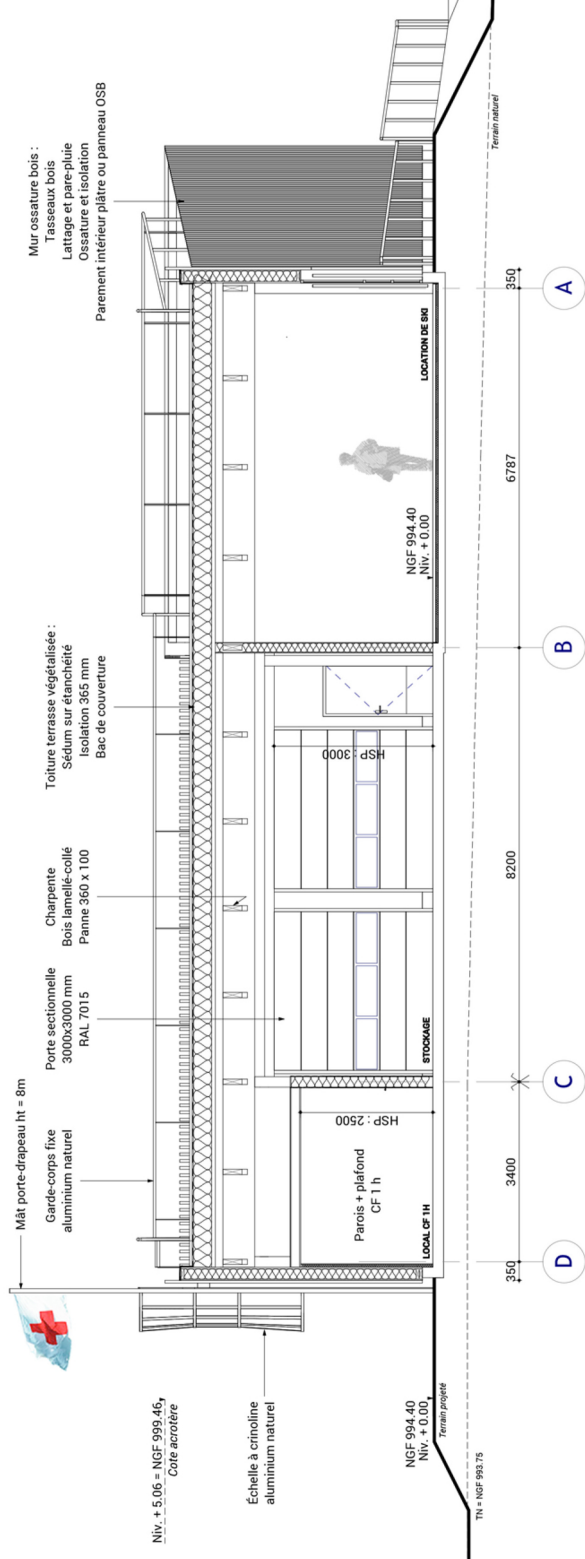 Mât porte-drapeau ht = 8m
Garde-corps fixe
aluminium naturel
Porte sectionnelle
3000x3000 mm
RAL 7015
Charpente
Bois lamellé-collé
Panne 360 x 100
Toiture terrasse végétalisée :
Sédum sur étanchéité
Isolation 365 mm
Bac de couverture
Mur ossature bois :
Tasseaux bois
Lattage et pare-pluie
Ossature et isolation
Parement intérieur plâtre ou panneau OSB
Niv. + 5.06 = NGF 999.46
Cote acrotère
Échelle à crinoline
aluminium naturel
NGF 994.40
Niv. + 0.00
Terrain projeté
TN = NGF 993.75
HSP : 2500
Parois + plafond
CF 1 h
LOCAL CF 1H
STOCKAGE
HSP : 3000
NGF 994.40
Niv. + 0.00
LOCATION DE SKI
Terrain naturel
350
3400
8200
6787
350
D
C
B
A